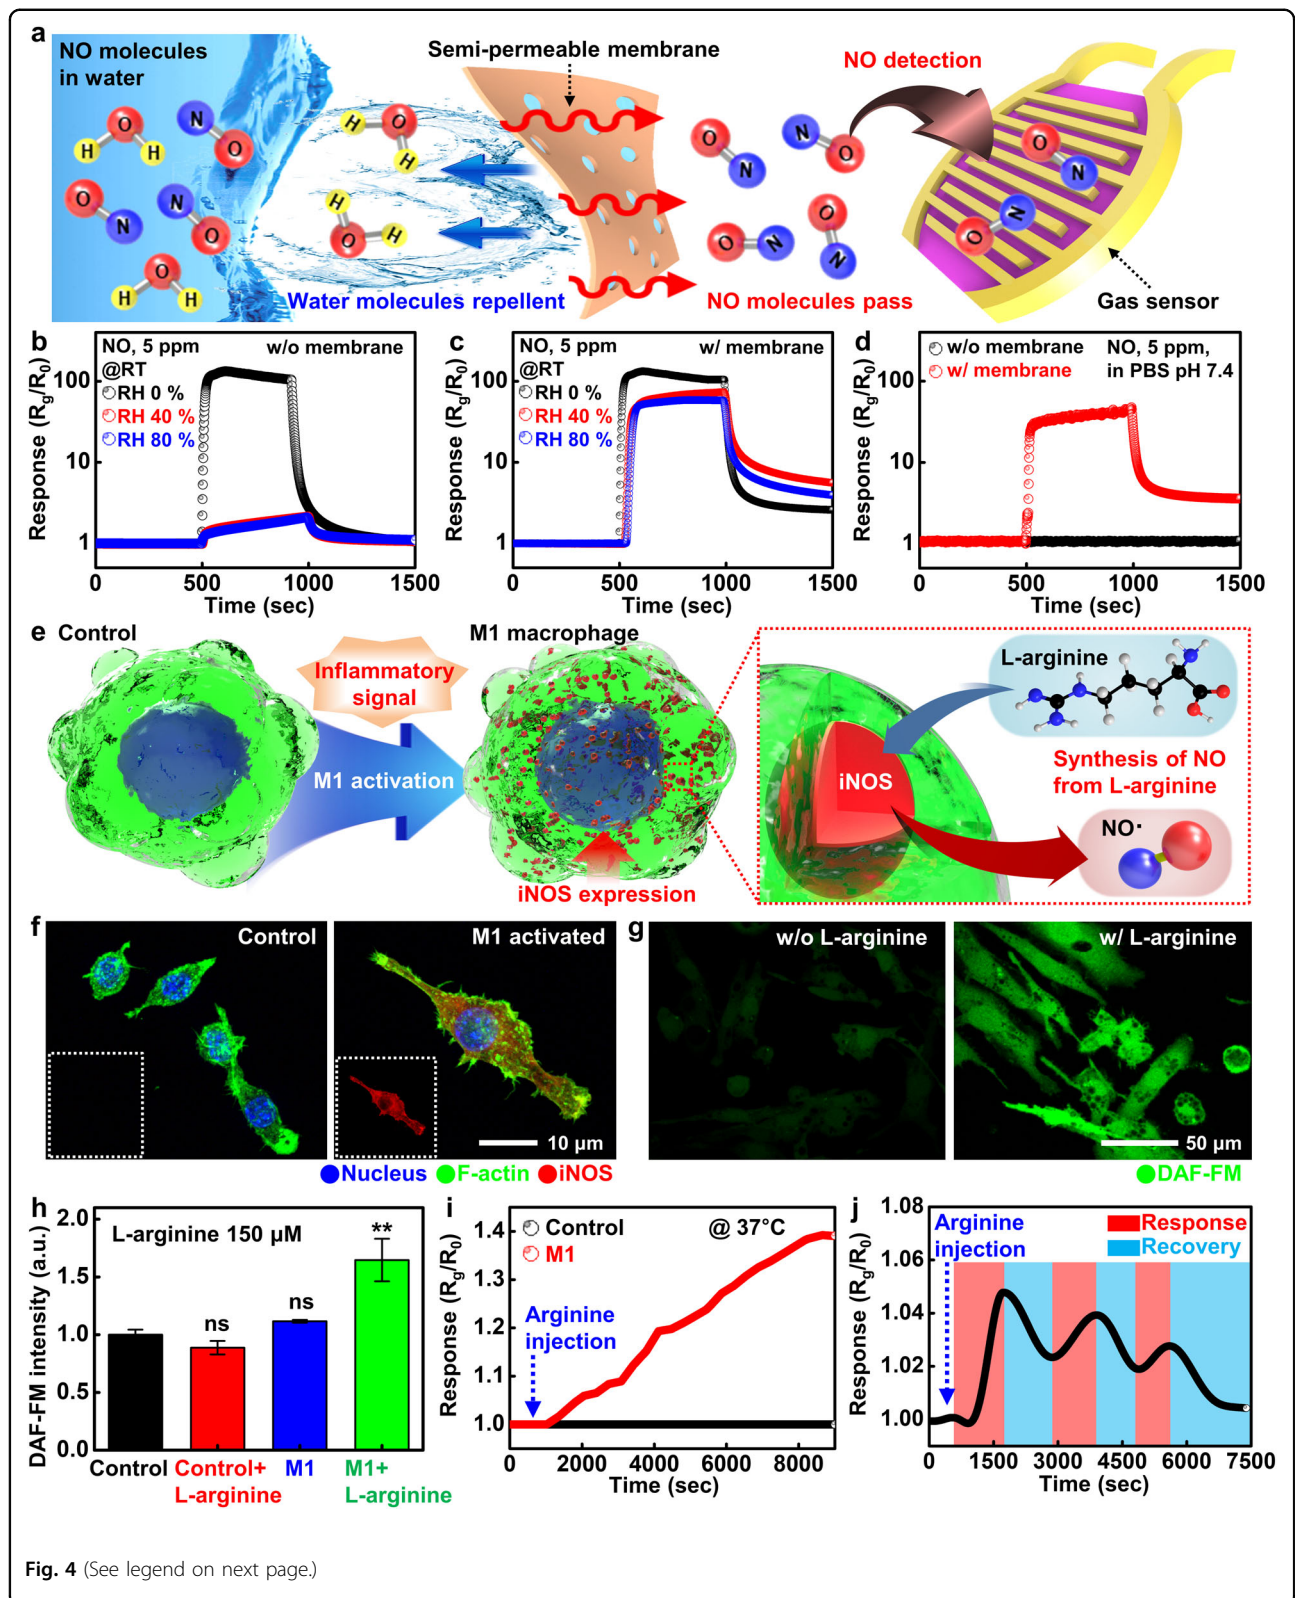 a
NO molecules
in water
Semi-permeable membrane
NO detection
H O H
N O
H O H
O N
N O
H O H
H O H
O N
N O
O N
O N
O N
O N
Water molecules repellent
NO molecules pass
Gas sensor
b
NO, 5 ppm
@RT
w/o membrane
RH 0 %
RH 40 %
RH 80 %
Response (Rg/R0)
100
10
1
0 500 1000 1500
Time (sec)
c
NO, 5 ppm
@RT
w/ membrane
RH 0 %
RH 40 %
RH 80 %
Response (Rg/R0)
100
10
1
0 500 1000 1500
Time (sec)
d
w/o membrane
w/ membrane
NO, 5 ppm,
in PBS pH 7.4
Response (Rg/R0)
100
10
1
0 500 1000 1500
Time (sec)
e
Control
Inflammatory
signal
M1 activation
M1 macrophage
iNOS expression
iNOS
L-arginine
Synthesis of NO
from L-arginine
NO·
f
Control
M1 activated
10 µm
Nucleus F-actin iNOS
g
w/o L-arginine
w/ L-arginine
50 µm
DAF-FM
h
L-arginine 150 µM
DAF-FM intensity (a.u.)
2.0
1.5
1.0
0.5
0.0
ns
ns
**
Control
Control+
L-arginine
M1
M1+
L-arginine
i
Control
M1
@ 37°C
Arginine
injection
Response (Rg/R0)
1.4
1.3
1.2
1.1
1.0
0 2000 4000 6000 8000
Time (sec)
j
Arginine
injection
Response
Recovery
Response (Rg/R0)
1.08
1.06
1.04
1.02
1.00
0 1500 3000 4500 6000 7500
Time (sec)
Fig. 4 (See legend on next page.)